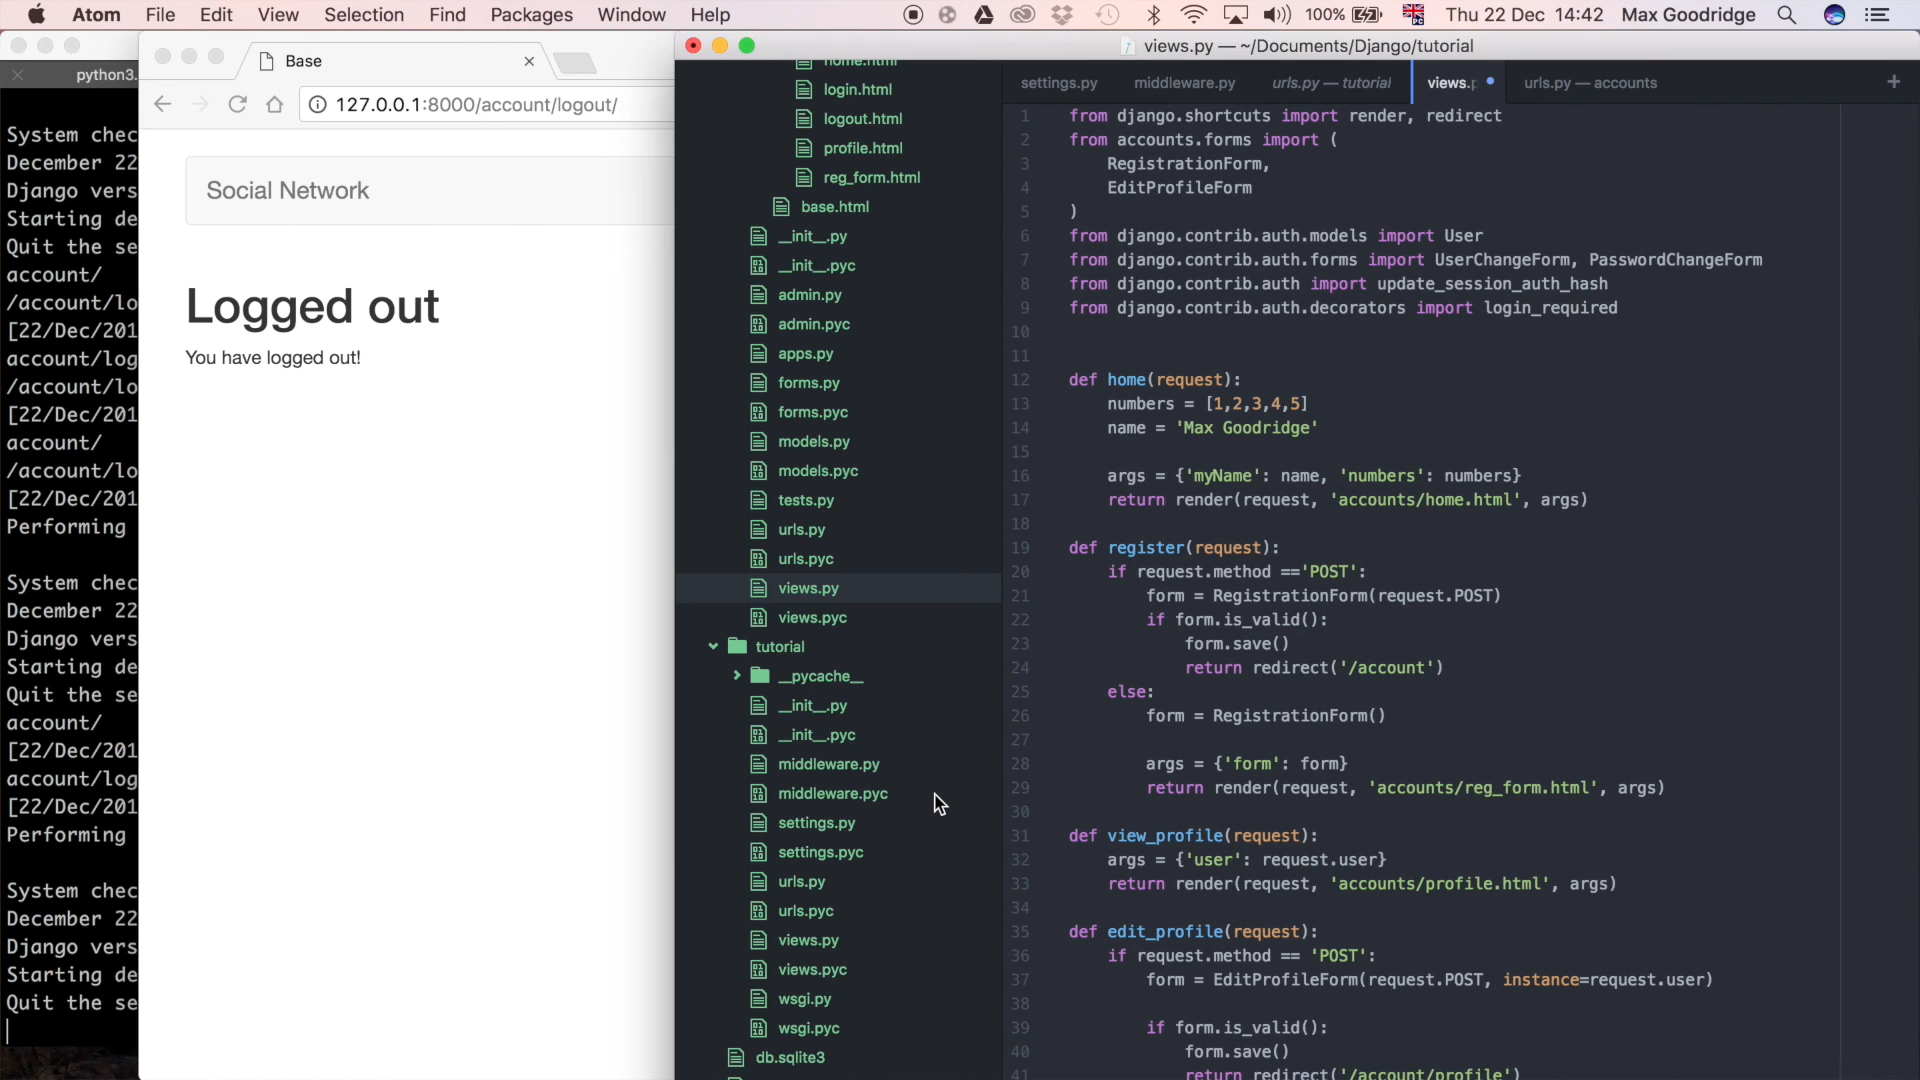 Atom File Edit View Selection Find Packages Window Help 100% Thu 22 Dec 14:42 Max Goodridge
python3.
System chec
December 22
Django vers
Starting de
Quit the se
account/
/account/lo
[22/Dec/201
account/log
/account/lo
[22/Dec/201
account/
/account/lo
[22/Dec/201
Performing
System chec
December 22
Django vers
Starting de
Quit the se
account/
[22/Dec/201
account/log
[22/Dec/201
Performing
System chec
December 22
Django vers
Starting de
Quit the se
Base
127.0.0.1:8000/account/logout/
Social Network
Logged out
You have logged out!
views.py — ~/Documents/Django/tutorial
home.html
login.html
logout.html
profile.html
reg_form.html
base.html
__init__.py
__init__.pyc
admin.py
admin.pyc
apps.py
forms.py
forms.pyc
models.py
models.pyc
tests.py
urls.py
urls.pyc
views.py
views.pyc
tutorial
__pycache__
__init__.py
__init__.pyc
middleware.py
middleware.pyc
settings.py
settings.pyc
urls.py
urls.pyc
views.py
views.pyc
wsgi.py
wsgi.pyc
db.sqlite3
settings.py middleware.py urls.py — tutorial views.p urls.py — accounts
1 from django.shortcuts import render, redirect
2 from accounts.forms import (
3 RegistrationForm,
4 EditProfileForm
5 )
6 from django.contrib.auth.models import User
7 from django.contrib.auth.forms import UserChangeForm, PasswordChangeForm
8 from django.contrib.auth import update_session_auth_hash
9 from django.contrib.auth.decorators import login_required
10
11
12 def home(request):
13 numbers = [1,2,3,4,5]
14 name = 'Max Goodridge'
15
16 args = {'myName': name, 'numbers': numbers}
17 return render(request, 'accounts/home.html', args)
18
19 def register(request):
20 if request.method =='POST':
21 form = RegistrationForm(request.POST)
22 if form.is_valid():
23 form.save()
24 return redirect('/account')
25 else:
26 form = RegistrationForm()
27
28 args = {'form': form}
29 return render(request, 'accounts/reg_form.html', args)
30
31 def view_profile(request):
32 args = {'user': request.user}
33 return render(request, 'accounts/profile.html', args)
34
35 def edit_profile(request):
36 if request.method == 'POST':
37 form = EditProfileForm(request.POST, instance=request.user)
38
39 if form.is_valid():
40 form.save()
41 return redirect('/account/profile')